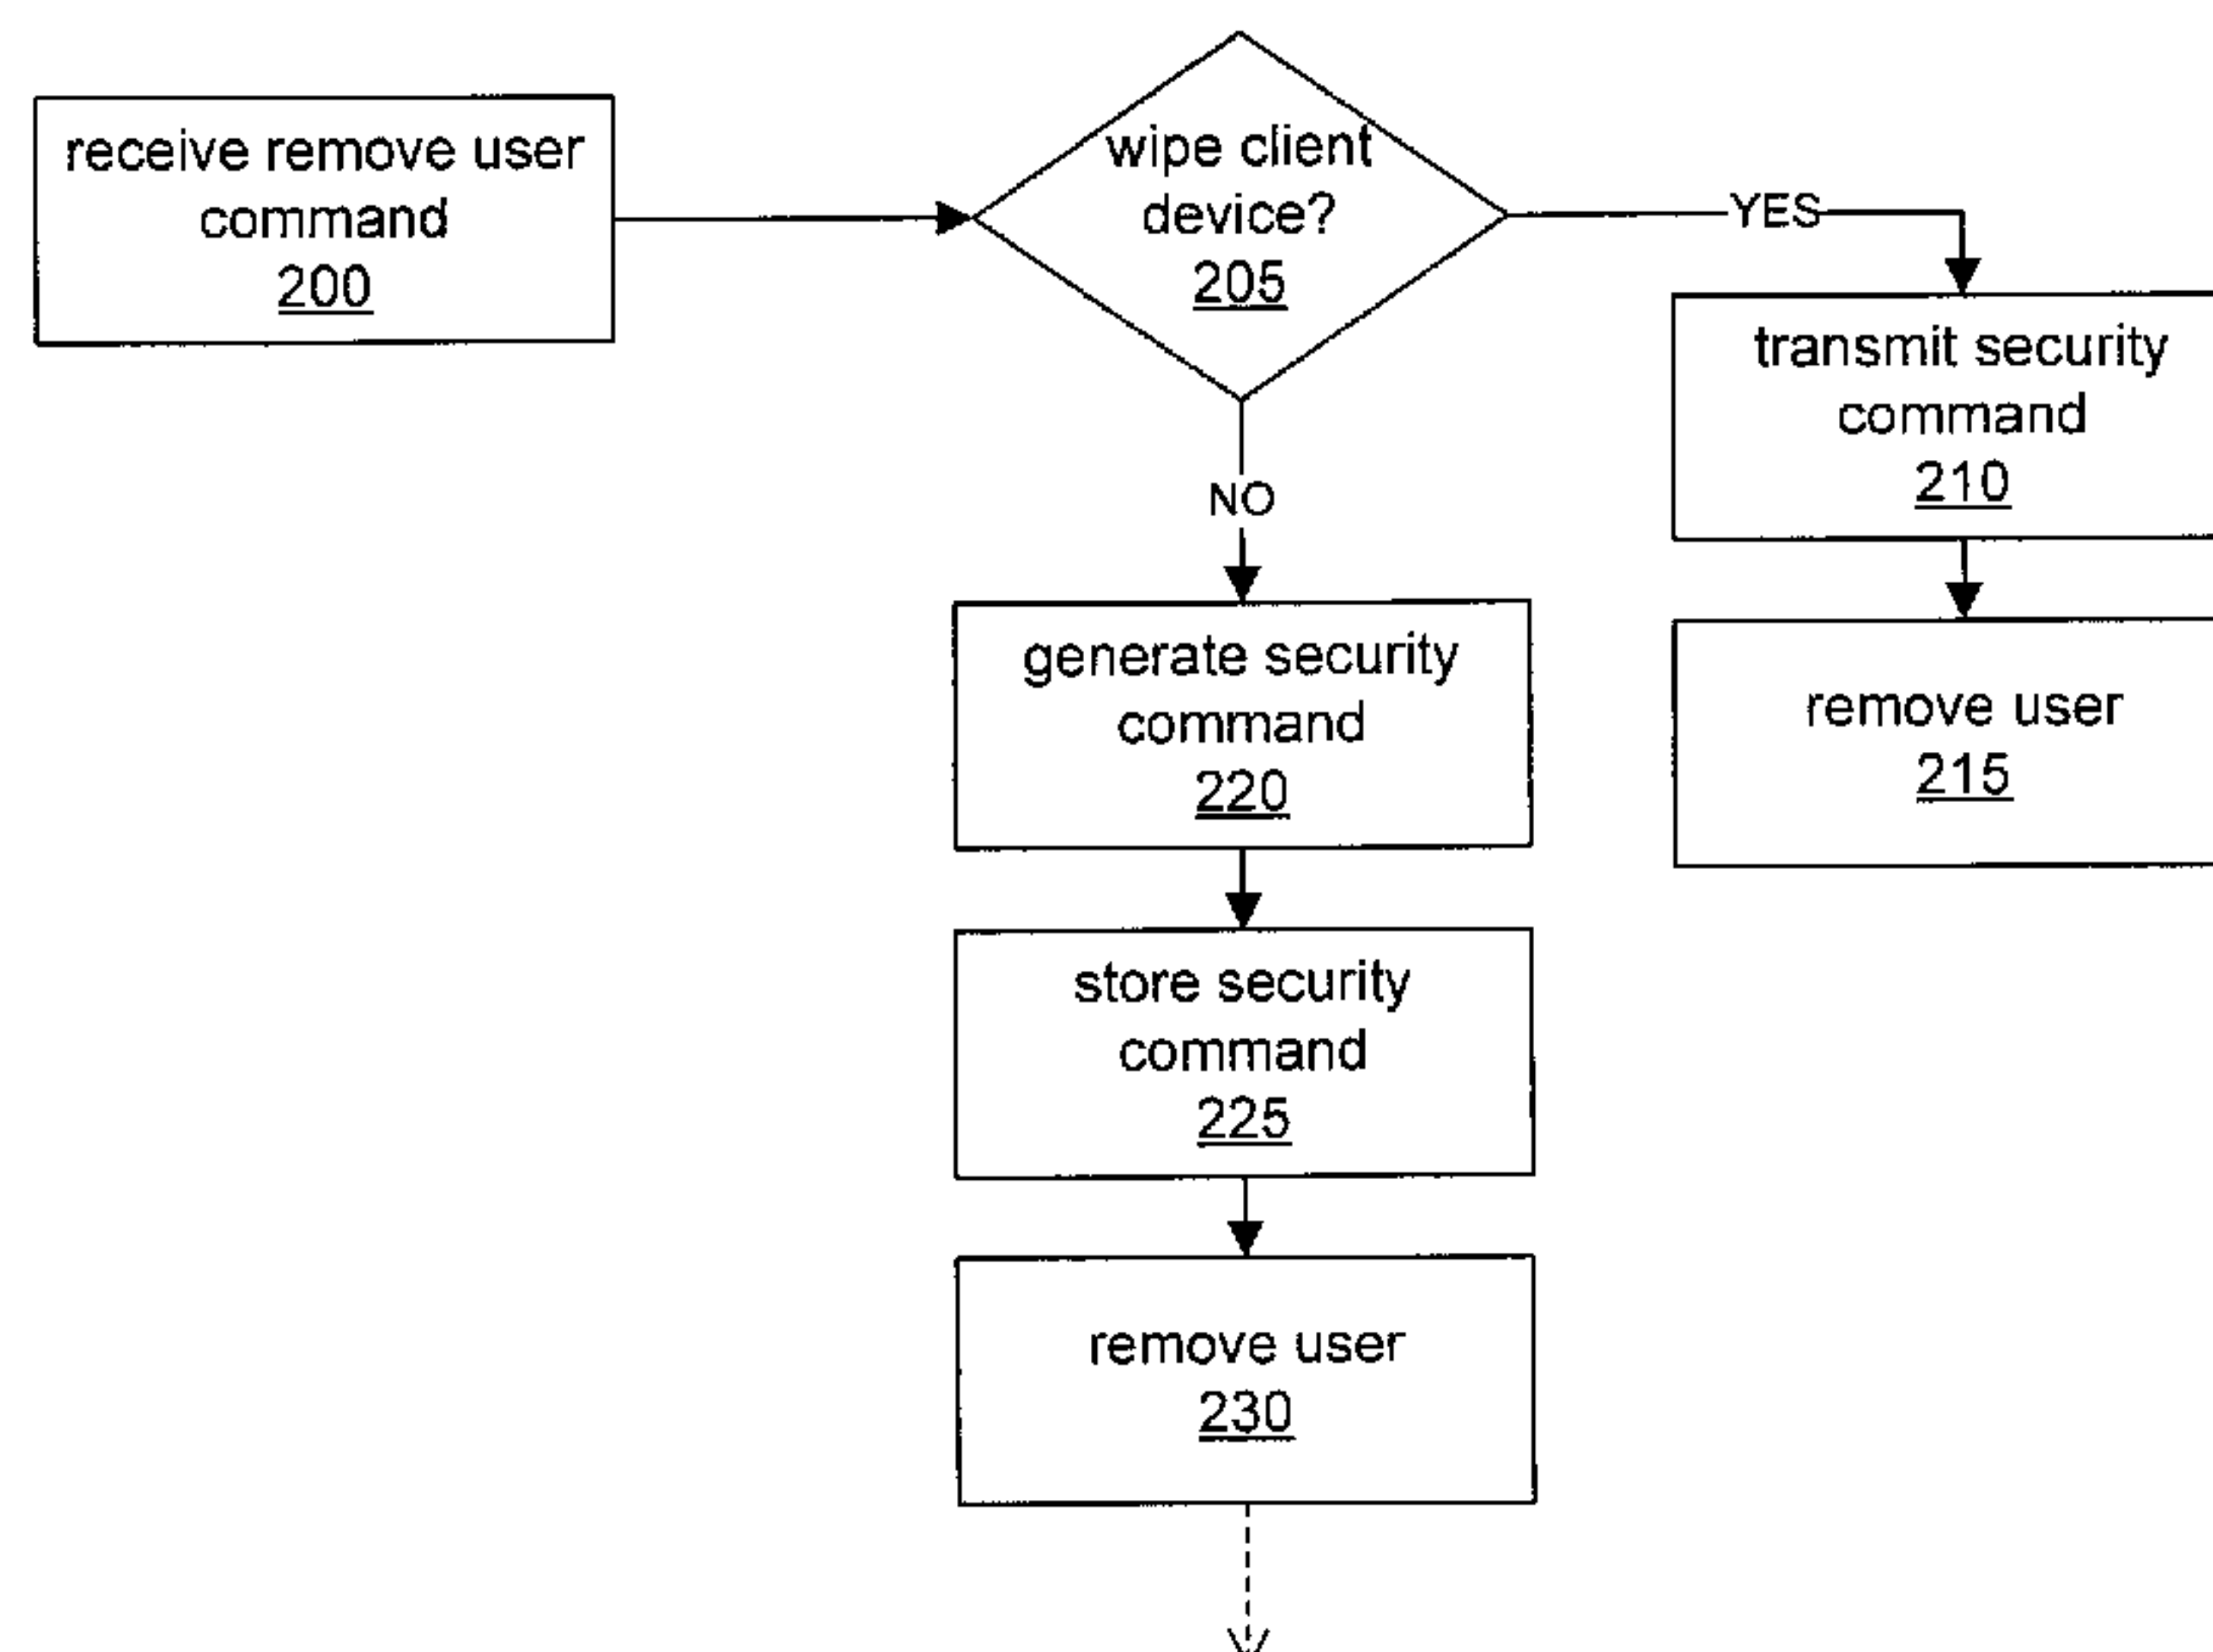 receive remove user
command
200
wipe client
device?
205
YES
transmit security
command
210
remove user
215
NO
generate security
command
220
store security
command
225
remove user
230